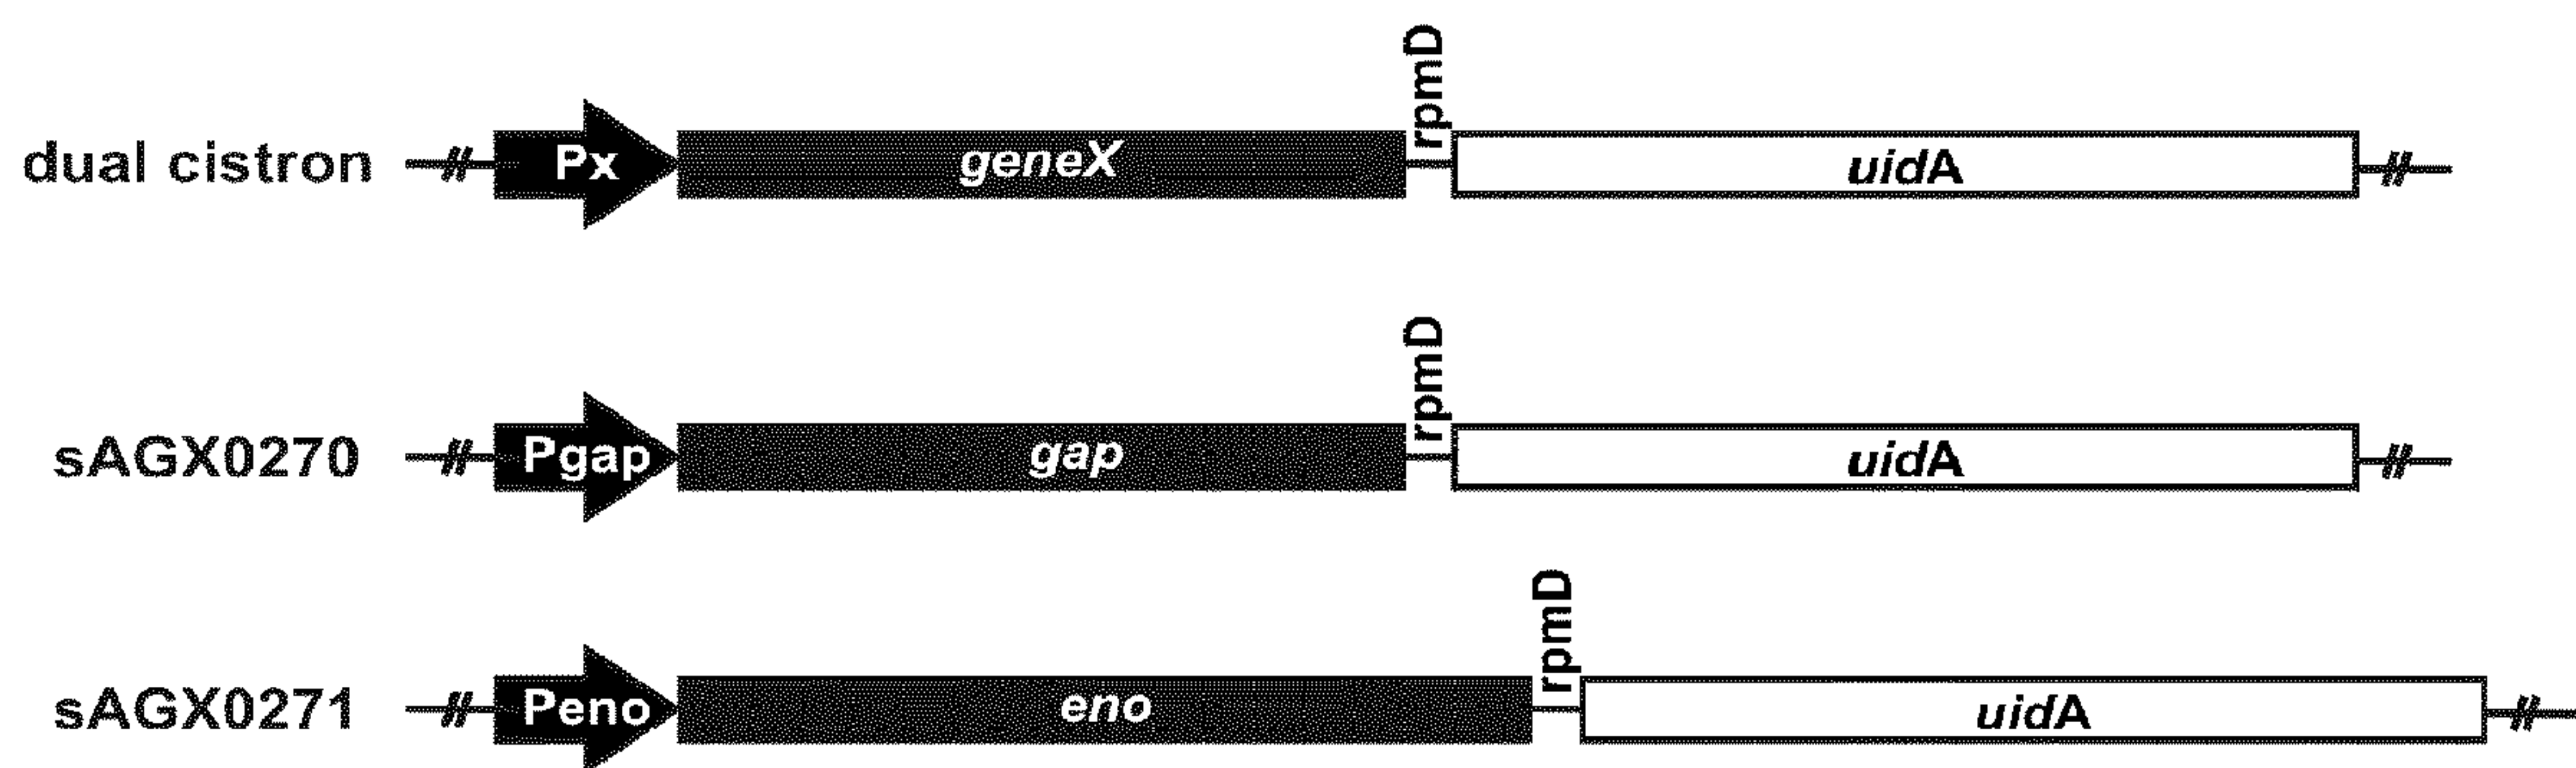 rpmD
dual cistron Px geneX uidA
rpmD
sAGX0270 Pgap gap uidA
rpmD
sAGX0271 Peno eno uidA